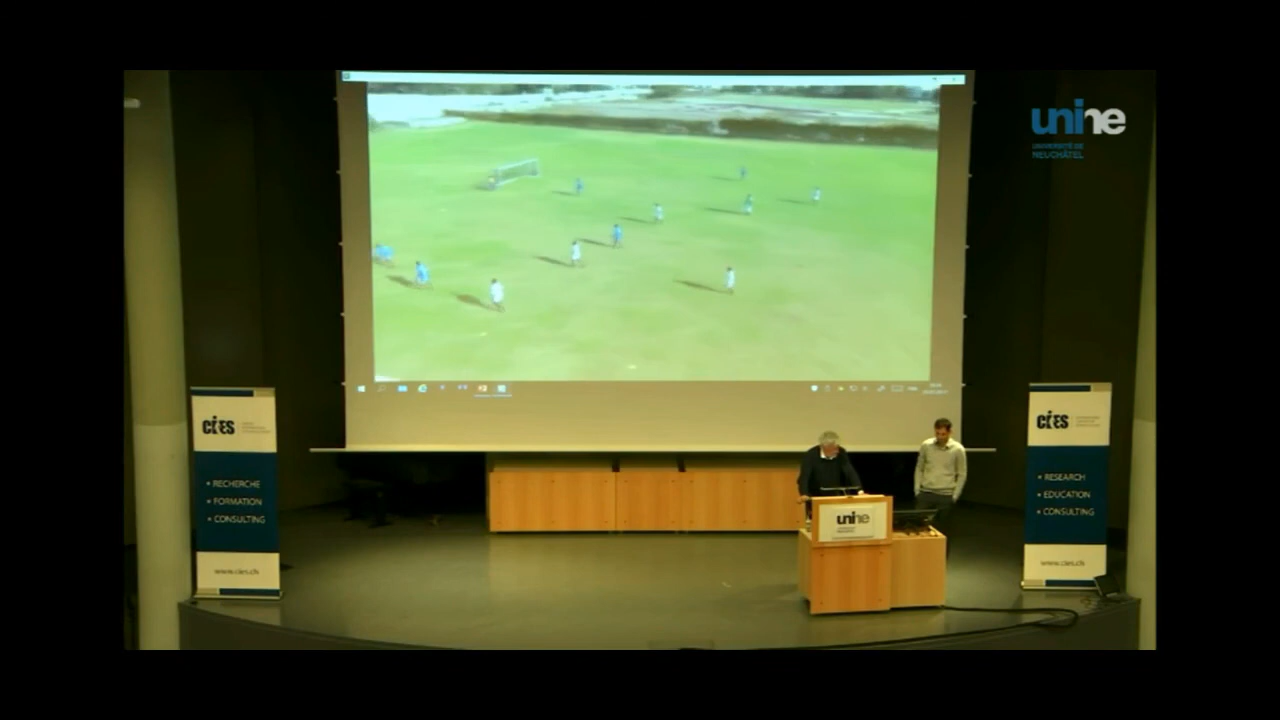 unine
UNIVERSITÉ DE
NEUCHÂTEL
CIES
• RECHERCHE
• FORMATION
• CONSULTING
www.cies.ch
unine
CIES
• RESEARCH
• EDUCATION
• CONSULTING
www.cies.ch